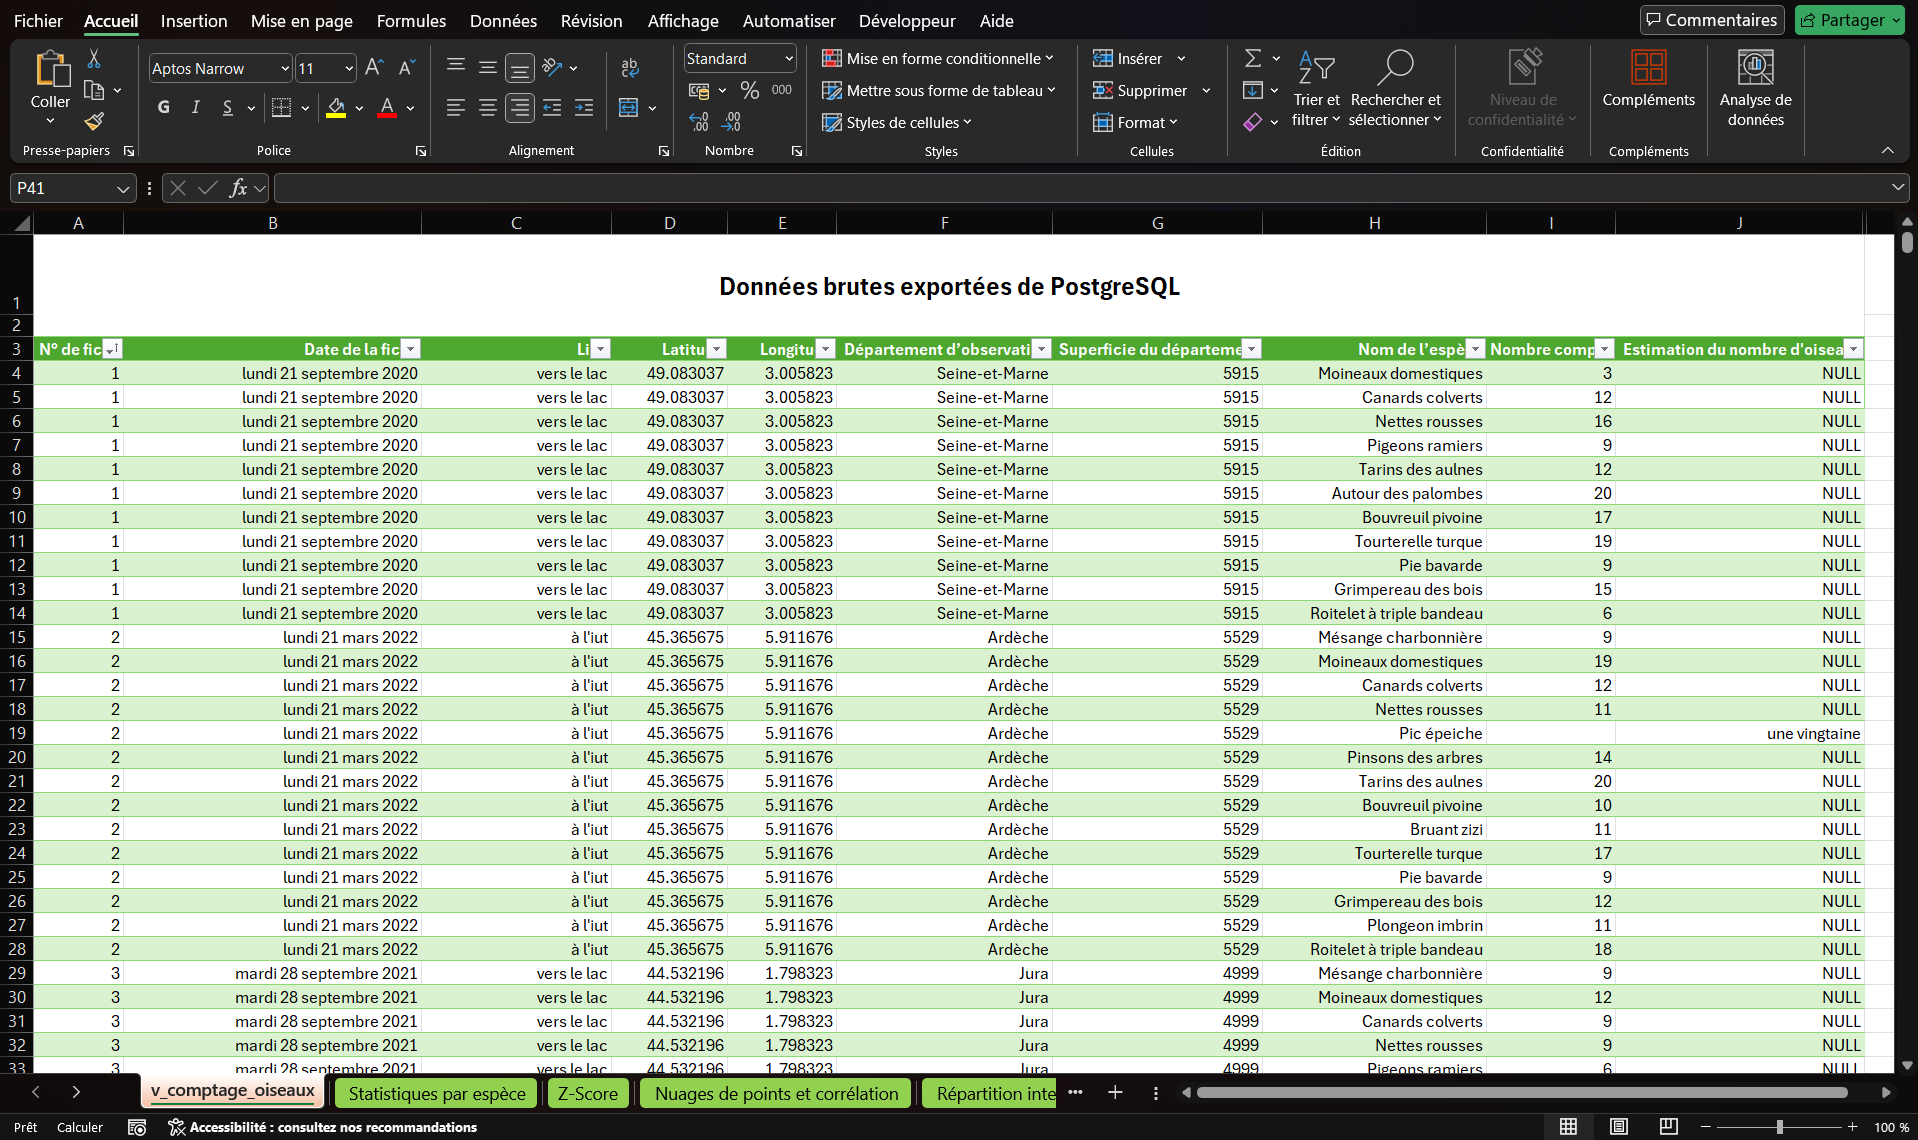 Fichier Accueil Insertion Mise en page Formules Données Révision Affichage Automatiser Développeur Aide Commentaires Partager
Coller
Presse-papiers
Aptos Narrow 11
G I S
Police
Alignement
Standard
% 000
Nombre
Mise en forme conditionnelle
Mettre sous forme de tableau
Styles de cellules
Styles
Insérer
Supprimer
Format
Cellules
Trier et filtrer
Rechercher et sélectionner
Édition
Niveau de confidentialité
Confidentialité
Compléments
Compléments
Analyse de données
P41 fx
A B C D E F G H I J
1 Données brutes exportées de PostgreSQL
2
3 N° de fic Date de la fic Li Latitu Longitu Département d’observati Superficie du départeme Nom de l’espè Nombre comp Estimation du nombre d'oisea
4 1 lundi 21 septembre 2020 vers le lac 49.083037 3.005823 Seine-et-Marne 5915 Moineaux domestiques 3 NULL
5 1 lundi 21 septembre 2020 vers le lac 49.083037 3.005823 Seine-et-Marne 5915 Canards colverts 12 NULL
6 1 lundi 21 septembre 2020 vers le lac 49.083037 3.005823 Seine-et-Marne 5915 Nettes rousses 16 NULL
7 1 lundi 21 septembre 2020 vers le lac 49.083037 3.005823 Seine-et-Marne 5915 Pigeons ramiers 9 NULL
8 1 lundi 21 septembre 2020 vers le lac 49.083037 3.005823 Seine-et-Marne 5915 Tarins des aulnes 12 NULL
9 1 lundi 21 septembre 2020 vers le lac 49.083037 3.005823 Seine-et-Marne 5915 Autour des palombes 20 NULL
10 1 lundi 21 septembre 2020 vers le lac 49.083037 3.005823 Seine-et-Marne 5915 Bouvreuil pivoine 17 NULL
11 1 lundi 21 septembre 2020 vers le lac 49.083037 3.005823 Seine-et-Marne 5915 Tourterelle turque 19 NULL
12 1 lundi 21 septembre 2020 vers le lac 49.083037 3.005823 Seine-et-Marne 5915 Pie bavarde 9 NULL
13 1 lundi 21 septembre 2020 vers le lac 49.083037 3.005823 Seine-et-Marne 5915 Grimpereau des bois 15 NULL
14 1 lundi 21 septembre 2020 vers le lac 49.083037 3.005823 Seine-et-Marne 5915 Roitelet à triple bandeau 6 NULL
15 2 lundi 21 mars 2022 à l'iut 45.365675 5.911676 Ardèche 5529 Mésange charbonnière 9 NULL
16 2 lundi 21 mars 2022 à l'iut 45.365675 5.911676 Ardèche 5529 Moineaux domestiques 19 NULL
17 2 lundi 21 mars 2022 à l'iut 45.365675 5.911676 Ardèche 5529 Canards colverts 12 NULL
18 2 lundi 21 mars 2022 à l'iut 45.365675 5.911676 Ardèche 5529 Nettes rousses 11 NULL
19 2 lundi 21 mars 2022 à l'iut 45.365675 5.911676 Ardèche 5529 Pic épeiche une vingtaine
20 2 lundi 21 mars 2022 à l'iut 45.365675 5.911676 Ardèche 5529 Pinsons des arbres 14 NULL
21 2 lundi 21 mars 2022 à l'iut 45.365675 5.911676 Ardèche 5529 Tarins des aulnes 20 NULL
22 2 lundi 21 mars 2022 à l'iut 45.365675 5.911676 Ardèche 5529 Bouvreuil pivoine 10 NULL
23 2 lundi 21 mars 2022 à l'iut 45.365675 5.911676 Ardèche 5529 Bruant zizi 11 NULL
24 2 lundi 21 mars 2022 à l'iut 45.365675 5.911676 Ardèche 5529 Tourterelle turque 17 NULL
25 2 lundi 21 mars 2022 à l'iut 45.365675 5.911676 Ardèche 5529 Pie bavarde 9 NULL
26 2 lundi 21 mars 2022 à l'iut 45.365675 5.911676 Ardèche 5529 Grimpereau des bois 12 NULL
27 2 lundi 21 mars 2022 à l'iut 45.365675 5.911676 Ardèche 5529 Plongeon imbrin 11 NULL
28 2 lundi 21 mars 2022 à l'iut 45.365675 5.911676 Ardèche 5529 Roitelet à triple bandeau 18 NULL
29 3 mardi 28 septembre 2021 vers le lac 44.532196 1.798323 Jura 4999 Mésange charbonnière 9 NULL
30 3 mardi 28 septembre 2021 vers le lac 44.532196 1.798323 Jura 4999 Moineaux domestiques 12 NULL
31 3 mardi 28 septembre 2021 vers le lac 44.532196 1.798323 Jura 4999 Canards colverts 9 NULL
32 3 mardi 28 septembre 2021 vers le lac 44.532196 1.798323 Jura 4999 Nettes rousses 9 NULL
33 3 mardi 28 septembre 2021 vers le lac 44.532196 1.798323 Jura 4999 Pigeons ramiers 6 NULL
v_comptage_oiseaux Statistiques par espèce Z-Score Nuages de points et corrélation Répartition inte
Prêt Calculer Accessibilité : consultez nos recommandations 100 %